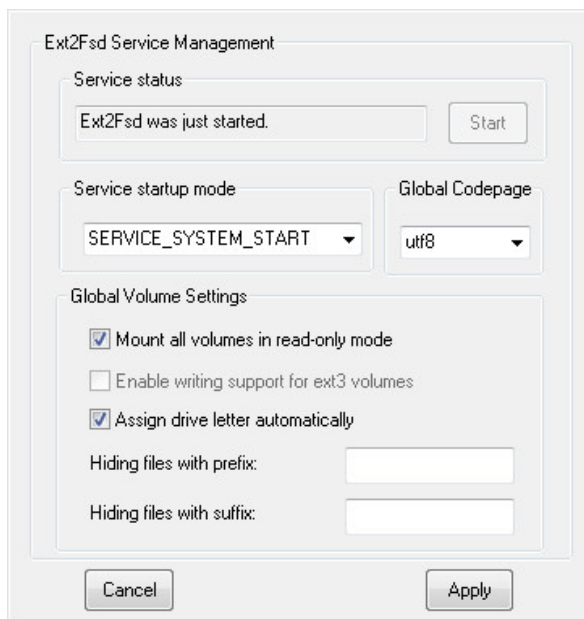 Ext2Fsd Service Management
Service status
Ext2Fsd was just started.
Start
Service startup mode
Global Codepage
SERVICE_SYSTEM_START
utf8
Global Volume Settings
Mount all volumes in read-only mode
Enable writing support for ext3 volumes
Assign drive letter automatically
Hiding files with prefix:
Hiding files with suffix:
Cancel
Apply